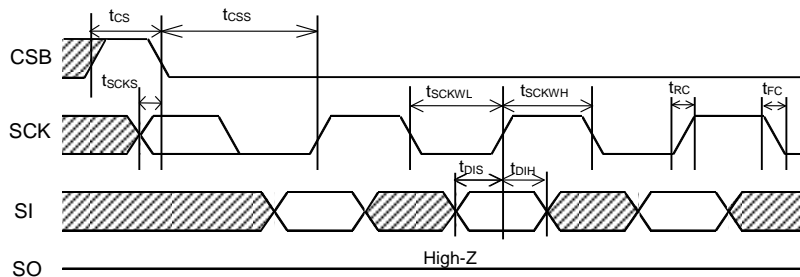 tCS
tCSS
CSB
tSCKS
tSCKWL
tSCKWH
tRC
tFC
SCK
tDIS
tDIH
SI
High-Z
SO